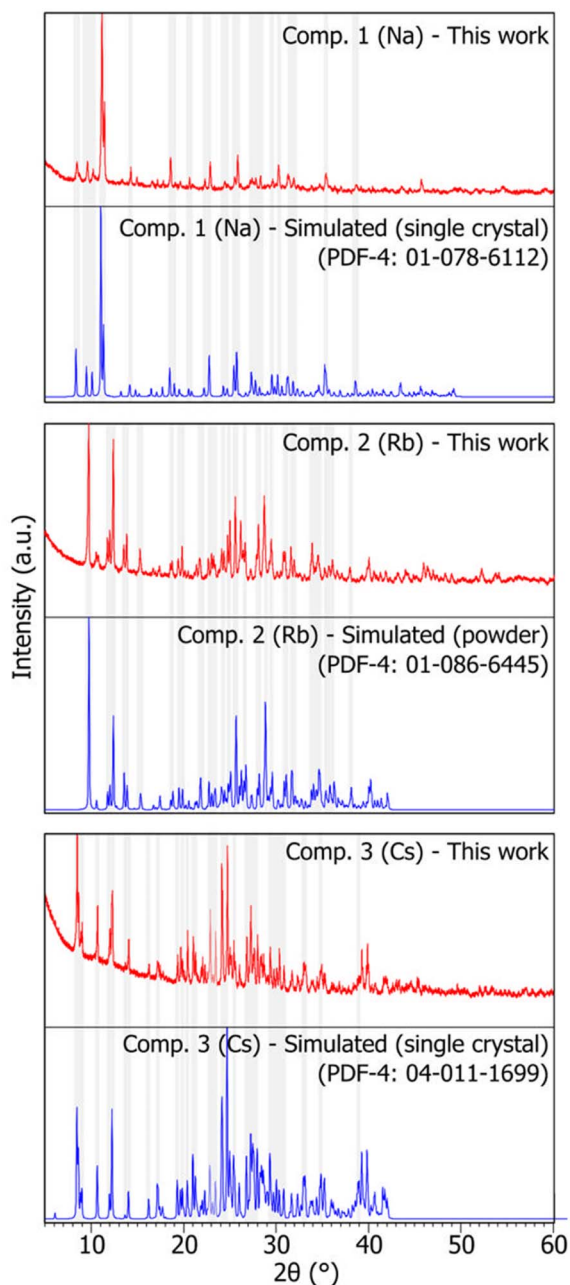 Comp. 1 (Na) - This work
Comp. 1 (Na) - Simulated (single crystal)
(PDF-4: 01-078-6112)
Comp. 2 (Rb) - This work
Comp. 2 (Rb) - Simulated (powder)
(PDF-4: 01-086-6445)
Comp. 3 (Cs) - This work
Comp. 3 (Cs) - Simulated (single crystal)
(PDF-4: 04-011-1699)
Intensity (a.u.)
10 20 30 40 50 60
2θ (°)